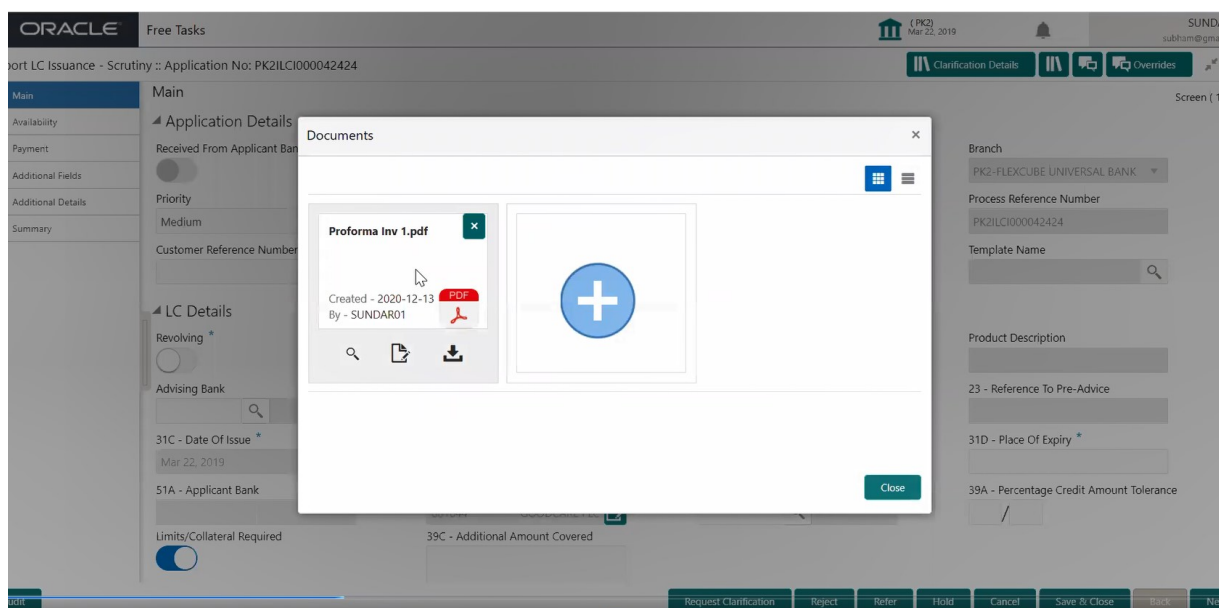 ORACLE
Free Tasks
( PK2)
Mar 22, 2019
SUND
subham@gma
port LC Issuance - Scrutiny :: Application No: PK2ILCI000042424
Clarification Details
Overrides
Main
Availability
Payment
Additional Fields
Additional Details
Summary
Main
Screen ( 1
Application Details
Received From Applicant Ban
Branch
PK2-FLEXCUBE UNIVERSAL BANK
Priority
Medium
Process Reference Number
PK2ILCI000042424
Customer Reference Number
Template Name
LC Details
Revolving *
Product Description
Advising Bank
23 - Reference To Pre-Advice
31C - Date Of Issue *
Mar 22, 2019
31D - Place Of Expiry *
51A - Applicant Bank
39A - Percentage Credit Amount Tolerance
/
Limits/Collateral Required
39C - Additional Amount Covered
Documents
×
Proforma Inv 1.pdf
×
Created - 2020-12-13
By - SUNDAR01
PDF
Close
udit
Request Clarification
Reject
Refer
Hold
Cancel
Save & Close
Back
Ne